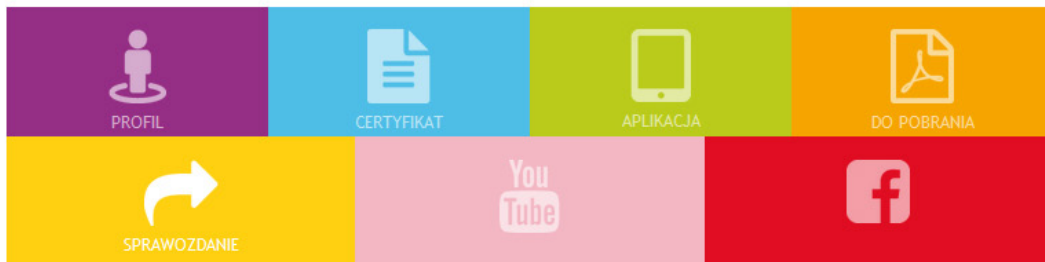 PROFIL
CERTYFIKAT
APLIKACJA
DO POBRANIA
SPRAWOZDANIE
You
Tube
f